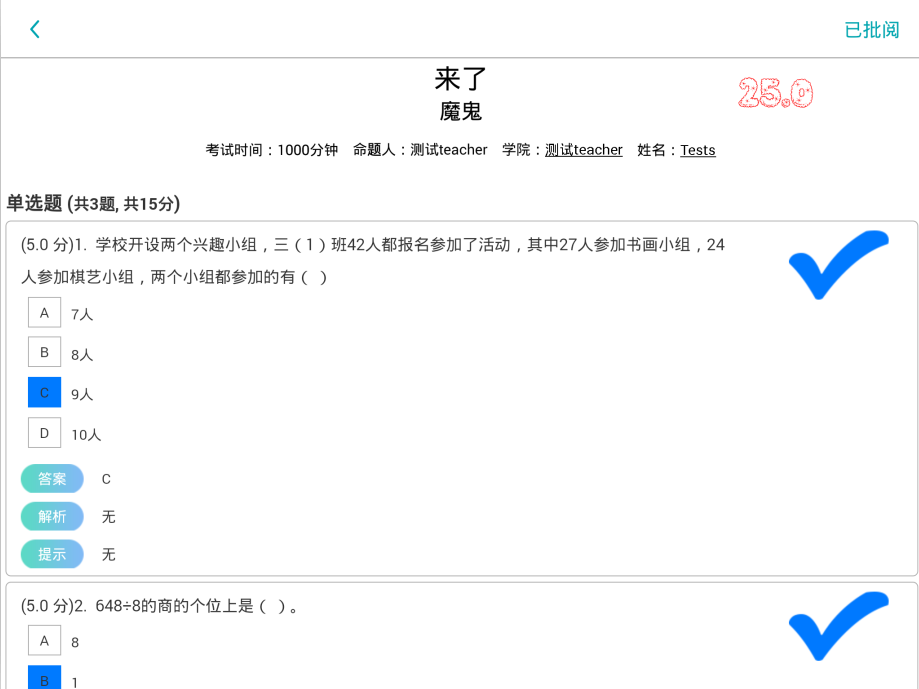 已批阅
来了
25.0
魔鬼
考试时间：1000分钟 命题人：测试teacher 学院：测试teacher 姓名：Tests
单选题 (共3题, 共15分)
(5.0 分)1. 学校开设两个兴趣小组，三（1）班42人都报名参加了活动，其中27人参加书画小组，24
人参加棋艺小组，两个小组都参加的有（ ）
A 7人
B 8人
C 9人
D 10人
答案 C
解析 无
提示 无
(5.0 分)2. 648÷8的商的个位上是（ ）。
A 8
B 1